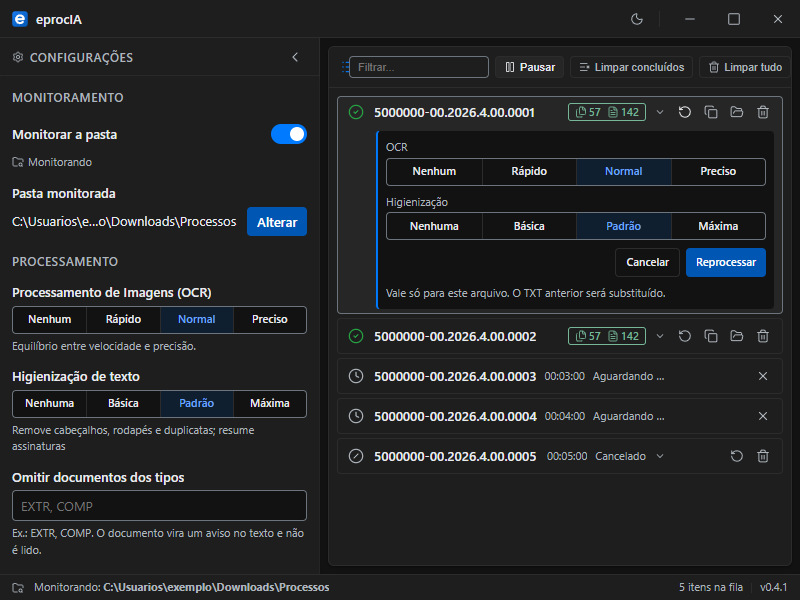 eprocIA
CONFIGURAÇÕES
MONITORAMENTO
Monitorar a pasta
Monitorando
Pasta monitorada
C:\Usuarios\e...o\Downloads\Processos
Alterar
PROCESSAMENTO
Processamento de Imagens (OCR)
Nenhum Rápido Normal Preciso
Equilíbrio entre velocidade e precisão.
Higienização de texto
Nenhuma Básica Padrão Máxima
Remove cabeçalhos, rodapés e duplicatas; resume
assinaturas
Omitir documentos dos tipos
EXTR, COMP
Ex.: EXTR, COMP. O documento vira um aviso no texto e não
é lido.
Filtrar... Pausar Limpar concluídos Limpar tudo
5000000-00.2026.4.00.0001 57 142
OCR
Nenhum Rápido Normal Preciso
Higienização
Nenhuma Básica Padrão Máxima
Cancelar Reprocessar
Vale só para este arquivo. O TXT anterior será substituído.
5000000-00.2026.4.00.0002 57 142
5000000-00.2026.4.00.0003 00:03:00 Aguardando ...
5000000-00.2026.4.00.0004 00:04:00 Aguardando ...
5000000-00.2026.4.00.0005 00:05:00 Cancelado
Monitorando: C:\Usuarios\exemplo\Downloads\Processos
5 itens na fila v0.4.1